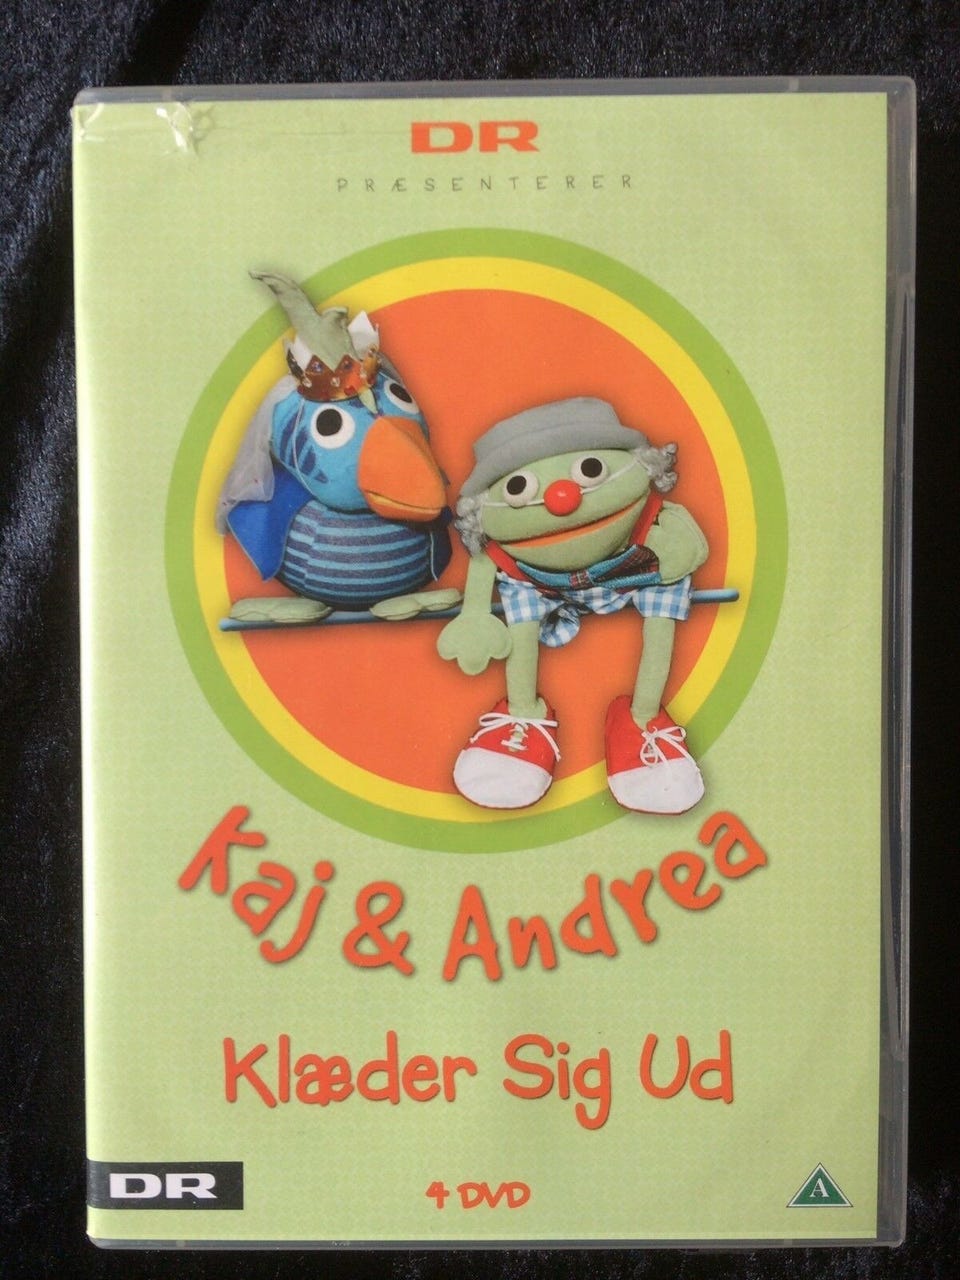 DR
PRÆSENTERER
Kaj & Andrea
Klæder Sig Ud
DR
4 DVD
A